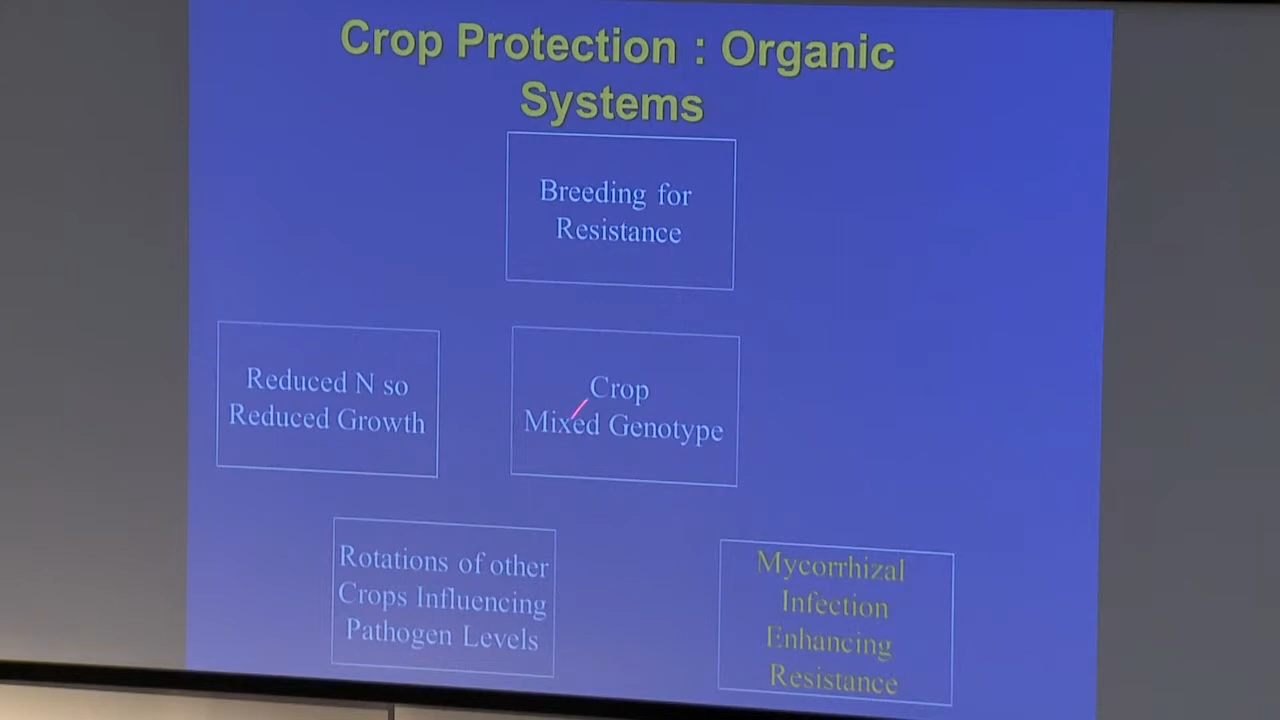 Crop Protection : Organic
Systems
Breeding for
Resistance
Reduced N so
Reduced Growth
Crop
Mixed Genotype
Rotations of other
Crops Influencing
Pathogen Levels
Mycorrhizal
Infection
Enhancing
Resistance